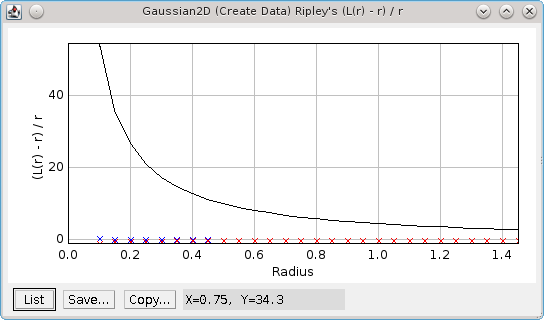 Gaussian2D (Create Data) Ripley's (L(r) - r) / r
(L(r) - r) / r
40
20
0
0.0 0.2 0.4 0.6 0.8 1.0 1.2 1.4
Radius
List Save... Copy... X=0.75, Y=34.3